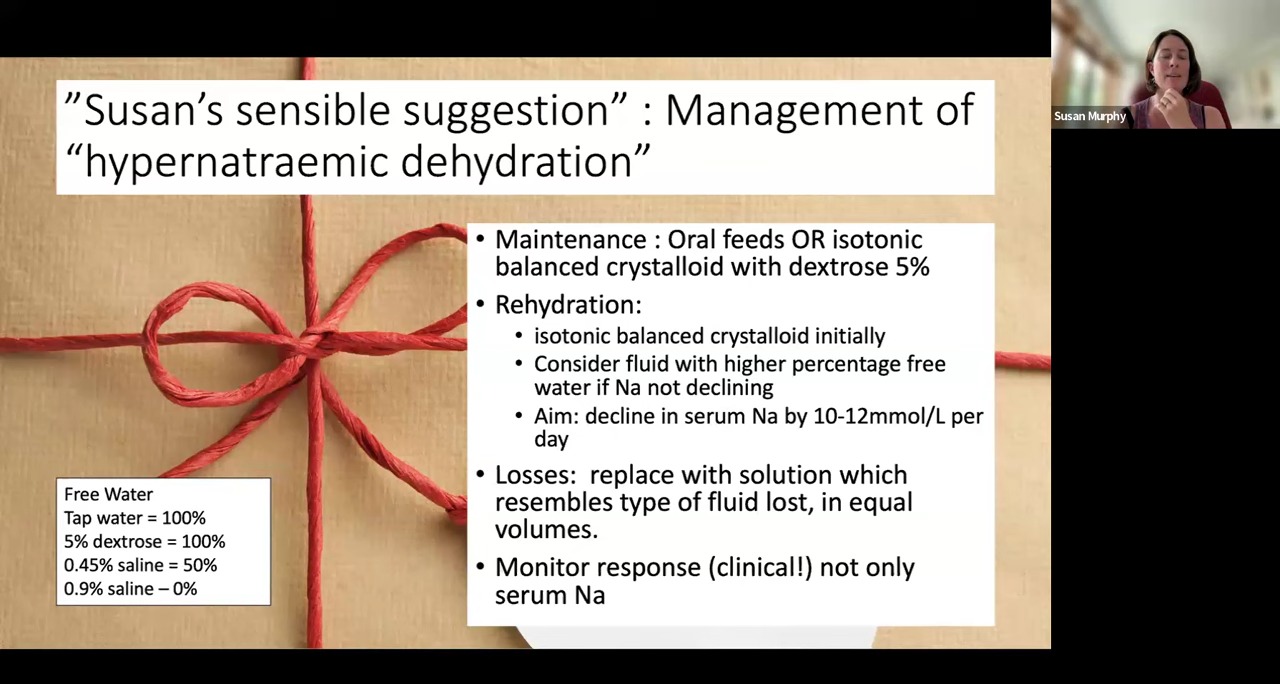 ”Susan’s sensible suggestion” : Management of
“hypernatraemic dehydration”
• Maintenance : Oral feeds OR isotonic
balanced crystalloid with dextrose 5%
• Rehydration:
• isotonic balanced crystalloid initially
• Consider fluid with higher percentage free
water if Na not declining
• Aim: decline in serum Na by 10-12mmol/L per
day
• Losses: replace with solution which
resembles type of fluid lost, in equal
volumes.
• Monitor response (clinical!) not only
serum Na
Free Water
Tap water = 100%
5% dextrose = 100%
0.45% saline = 50%
0.9% saline – 0%
Susan Murphy